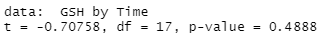 data:  GSH by Time
t = -0.70758, df = 17, p-value = 0.4888